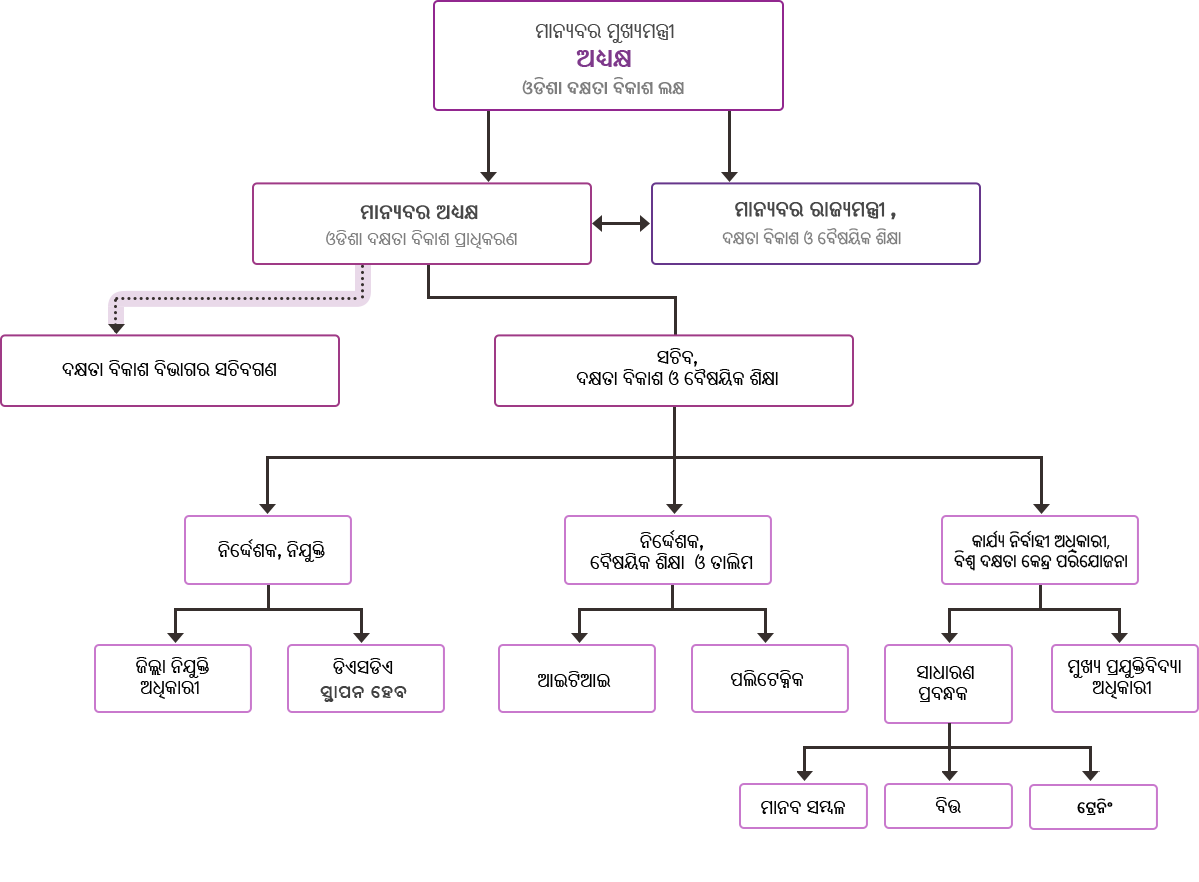 ମାନ୍ୟବର ମୁଖ୍ୟମନ୍ତ୍ରୀ
ଅଧ୍ୟକ୍ଷ
ଓଡିଶା ଦକ୍ଷତା ବିକାଶ ଲକ୍ଷ
ମାନ୍ୟବର ଅଧ୍ୟକ୍ଷ
ଓଡିଶା ଦକ୍ଷତା ବିକାଶ ପ୍ରାଧିକରଣ
ମାନ୍ୟବର ରାଜ୍ୟମନ୍ତ୍ରୀ ,
ଦକ୍ଷତା ବିକାଶ ଓ ବୈଷୟିକ ଶିକ୍ଷା
ଦକ୍ଷତା ବିକାଶ ବିଭାଗର ସଚିବଗଣ
ସଚିବ,
ଦକ୍ଷତା ବିକାଶ ଓ ବୈଷୟିକ ଶିକ୍ଷା
ନିର୍ଦ୍ଦେଶକ, ନିଯୁକ୍ତି
ନିର୍ଦ୍ଦେଶକ,
ବୈଷୟିକ ଶିକ୍ଷା ଓ ତାଲିମ
କାର୍ଯ୍ୟ ନିର୍ବାହୀ ଅଧିକାରୀ,
ବିଶ୍ୱ ଦକ୍ଷତା କେନ୍ଦ୍ର ପରିଯୋଜନା
ଜିଲ୍ଲା ନିଯୁକ୍ତି
ଅଧିକାରୀ
ଡିଏସଡିଏ
ସ୍ଥାପନ ହେବ
ଆଇଟିଆଇ
ପଲିଟେକ୍ନିକ
ସାଧାରଣ
ପ୍ରବନ୍ଧକ
ମୁଖ୍ୟ ପ୍ରଯୁକ୍ତିବିଦ୍ୟା
ଅଧିକାରୀ
ମାନବ ସମ୍ବଳ
ବିତ୍ତ
ଟ୍ରେନିଂ